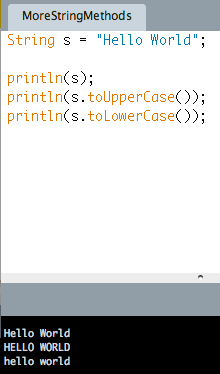 MoreStringMethods
String s = "Hello World";
println(s);
println(s.toUpperCase());
println(s.toLowerCase());
Hello World
HELLO WORLD
hello world